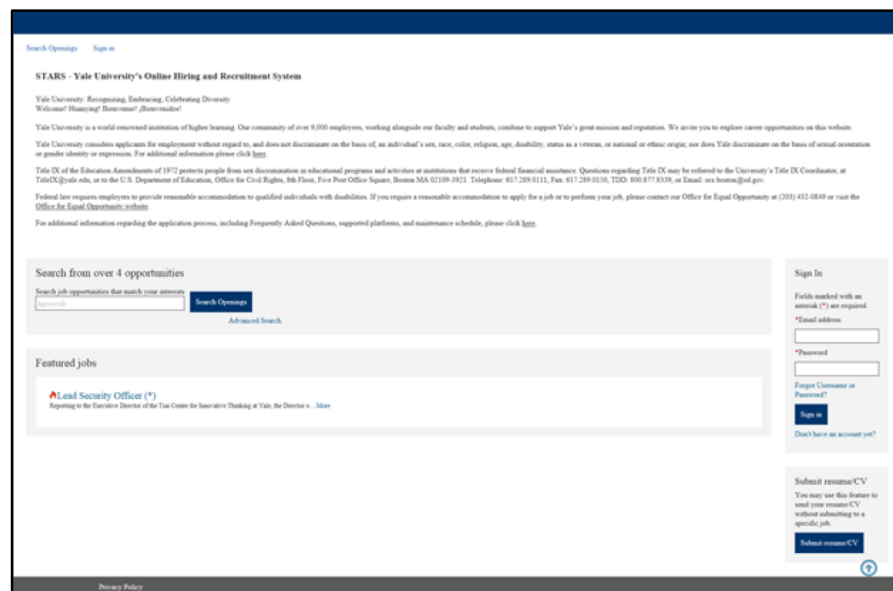 Search Openings Sign in
STARS - Yale University's Online Hiring and Recruitment System
Yale University: Recognizing, Embracing, Celebrating Diversity
Welcome! Huanying! Bienvenue! ¡Bienvenidos!
Yale University is a world-renowned institution of higher learning. Our community of over 9,000 employees, working alongside our faculty and students, combine to support Yale's great mission and reputation. We invite you to explore career opportunities on this website.
Yale University considers applicants for employment without regard to, and does not discriminate on the basis of, an individual's sex, race, color, religion, age, disability, status as a veteran, or national or ethnic origin; nor does Yale discriminate on the basis of sexual orientation
or gender identity or expression. For additional information please click here.
Title IX of the Education Amendments of 1972 protects people from sex discrimination in educational programs and activities at institutions that receive federal financial assistance. Questions regarding Title IX may be referred to the University's Title IX Coordinator, at
TitleIX@yale.edu, or to the U.S. Department of Education, Office for Civil Rights, 8th Floor, Five Post Office Square, Boston MA 02109-3921. Telephone: 617.289.0111, Fax: 617.289.0150, TDD: 800.877.8339, or Email: ocr.boston@ed.gov.
Federal law requires employers to provide reasonable accommodation to qualified individuals with disabilities. If you require a reasonable accommodation to apply for a job or to perform your job, please contact our Office for Equal Opportunity at (203) 432-0849 or visit the
Office for Equal Opportunity website.
For additional information regarding the application process, including Frequently Asked Questions, supported platforms, and maintenance schedule, please click here.
Search from over 4 opportunities
Search job opportunities that match your interests
Search Openings
Advanced Search
Featured jobs
Lead Security Officer (*)
Reporting to the Executive Director of the Tsai Center for Innovative Thinking at Yale, the Director o... More
Sign In
Fields marked with an
asterisk (*) are required.
*Email address
*Password
Forgot Username or
Password?
Sign in
Don't have an account yet?
Submit resume/CV
You may use this feature to
send your resume/CV
without submitting to a
specific job.
Submit resume/CV
Privacy Policy